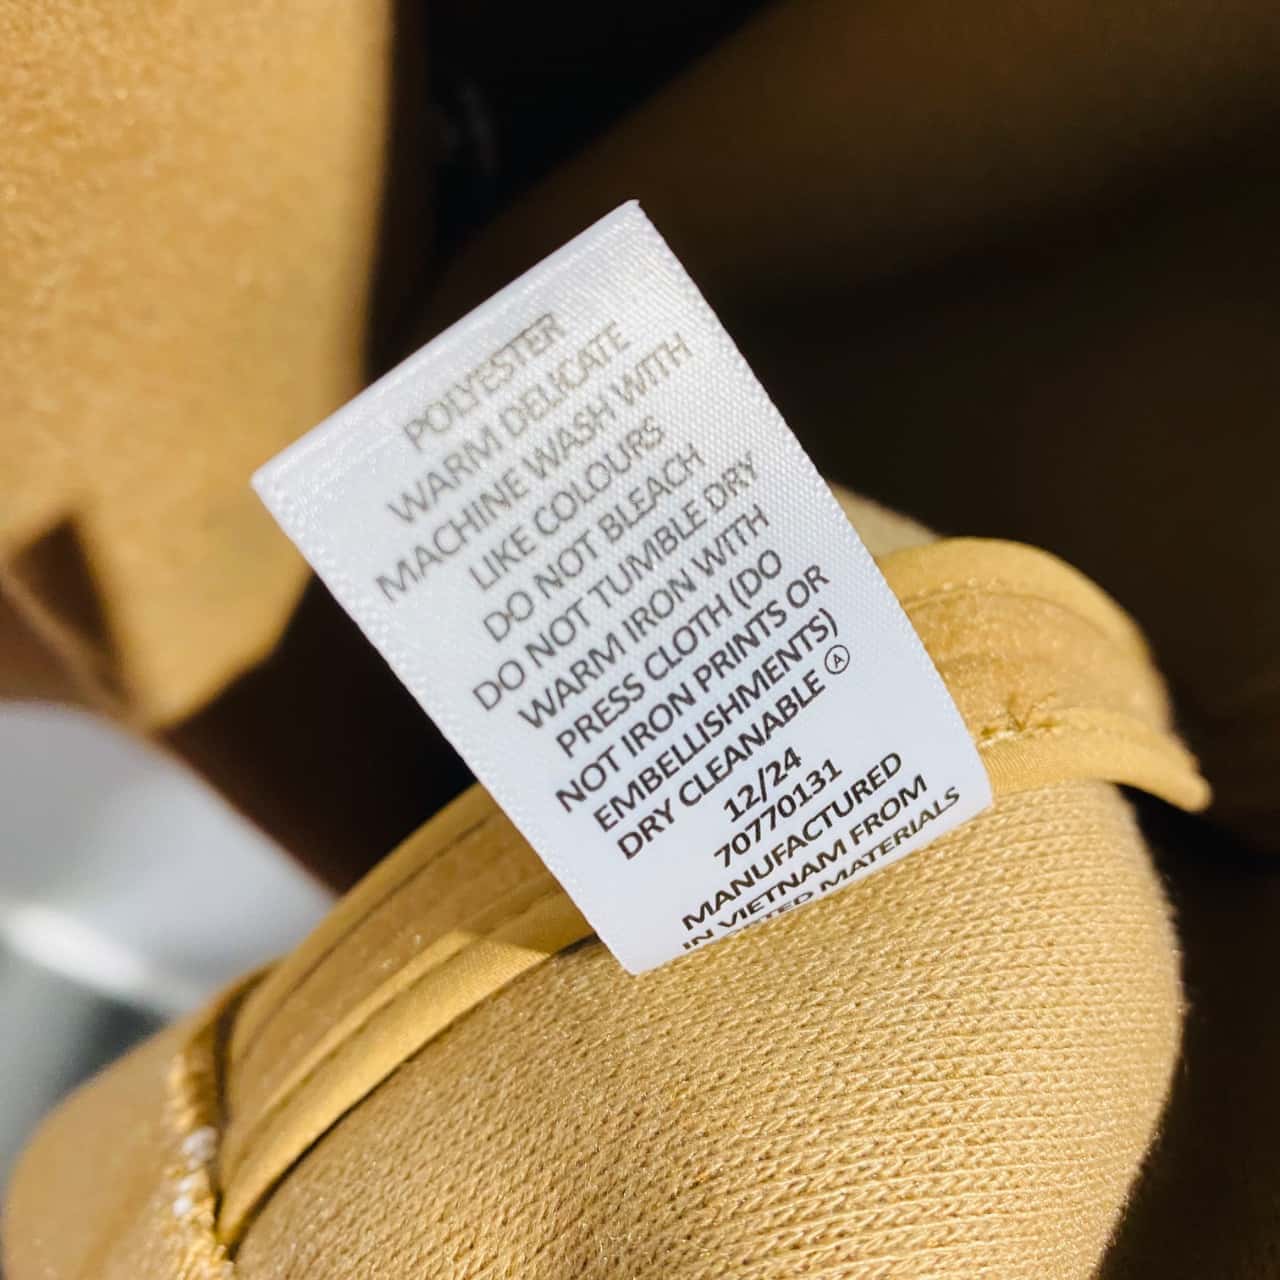 POLYESTER
WARM DELICATE
MACHINE WASH WITH
LIKE COLOURS
DO NOT BLEACH
DO NOT TUMBLE DRY
WARM IRON WITH
PRESS CLOTH (DO
NOT IRON PRINTS OR
EMBELLISHMENTS)
DRY CLEANABLE Ⓐ
12/24
70770131
MANUFACTURED
IN VIETNAM FROM
MATERIALS